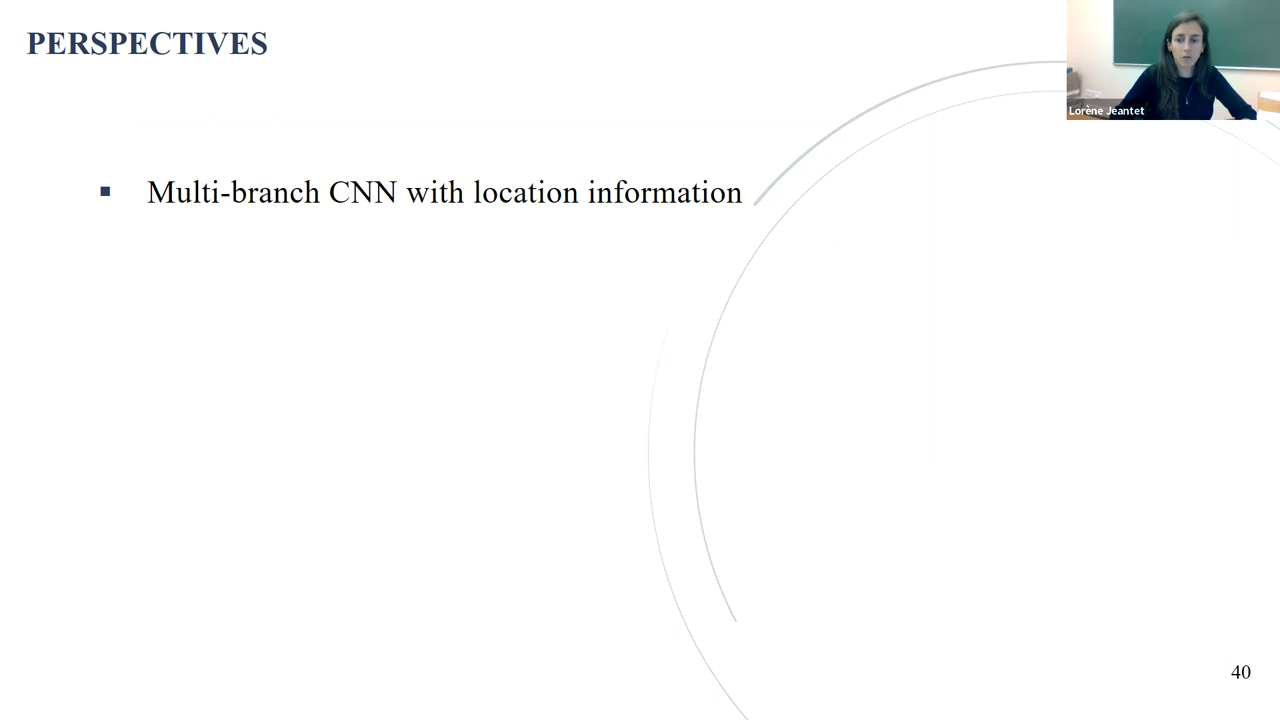 PERSPECTIVES
Lorène Jeantet
▪ Multi-branch CNN with location information
40